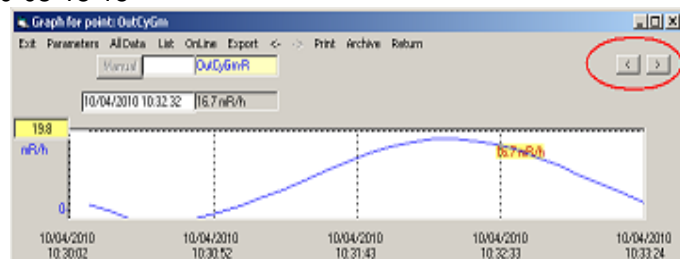 Graph for point: OutCyGm
Exit Parameters AllData List OnLine Export <- -> Print Archive Return
Manual OutCyGmR < >
10/04/2010 10:32:32 16.7 mR/h
19.8
mR/h
16.7 mR/h
0
10/04/2010 10/04/2010 10/04/2010 10/04/2010 10/04/2010
10:30:02 10:30:52 10:31:43 10:32:33 10:33:24